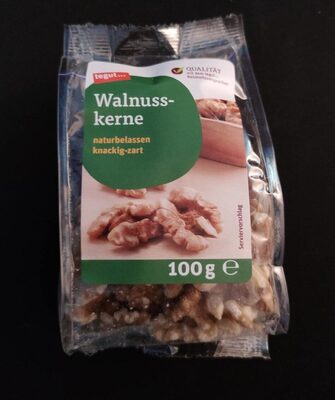 tegut...
QUALITÄT
Walnuss-
kerne
naturbelassen
knackig-zart
Serviervorschlag
100 g ℮